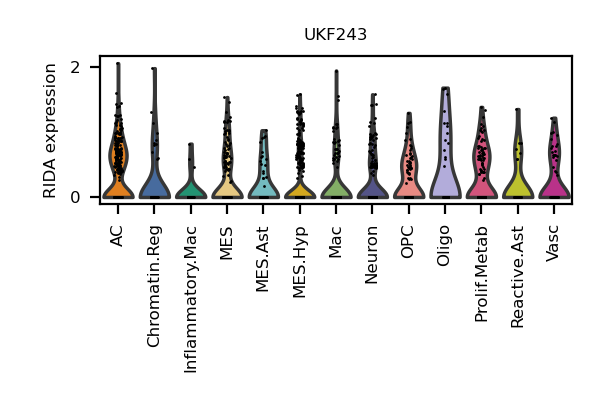 UKF243
RIDA expression
2
0
AC
Chromatin.Reg
Inflammatory.Mac
MES
MES.Ast
MES.Hyp
Mac
Neuron
OPC
Oligo
Prolif.Metab
Reactive.Ast
Vasc